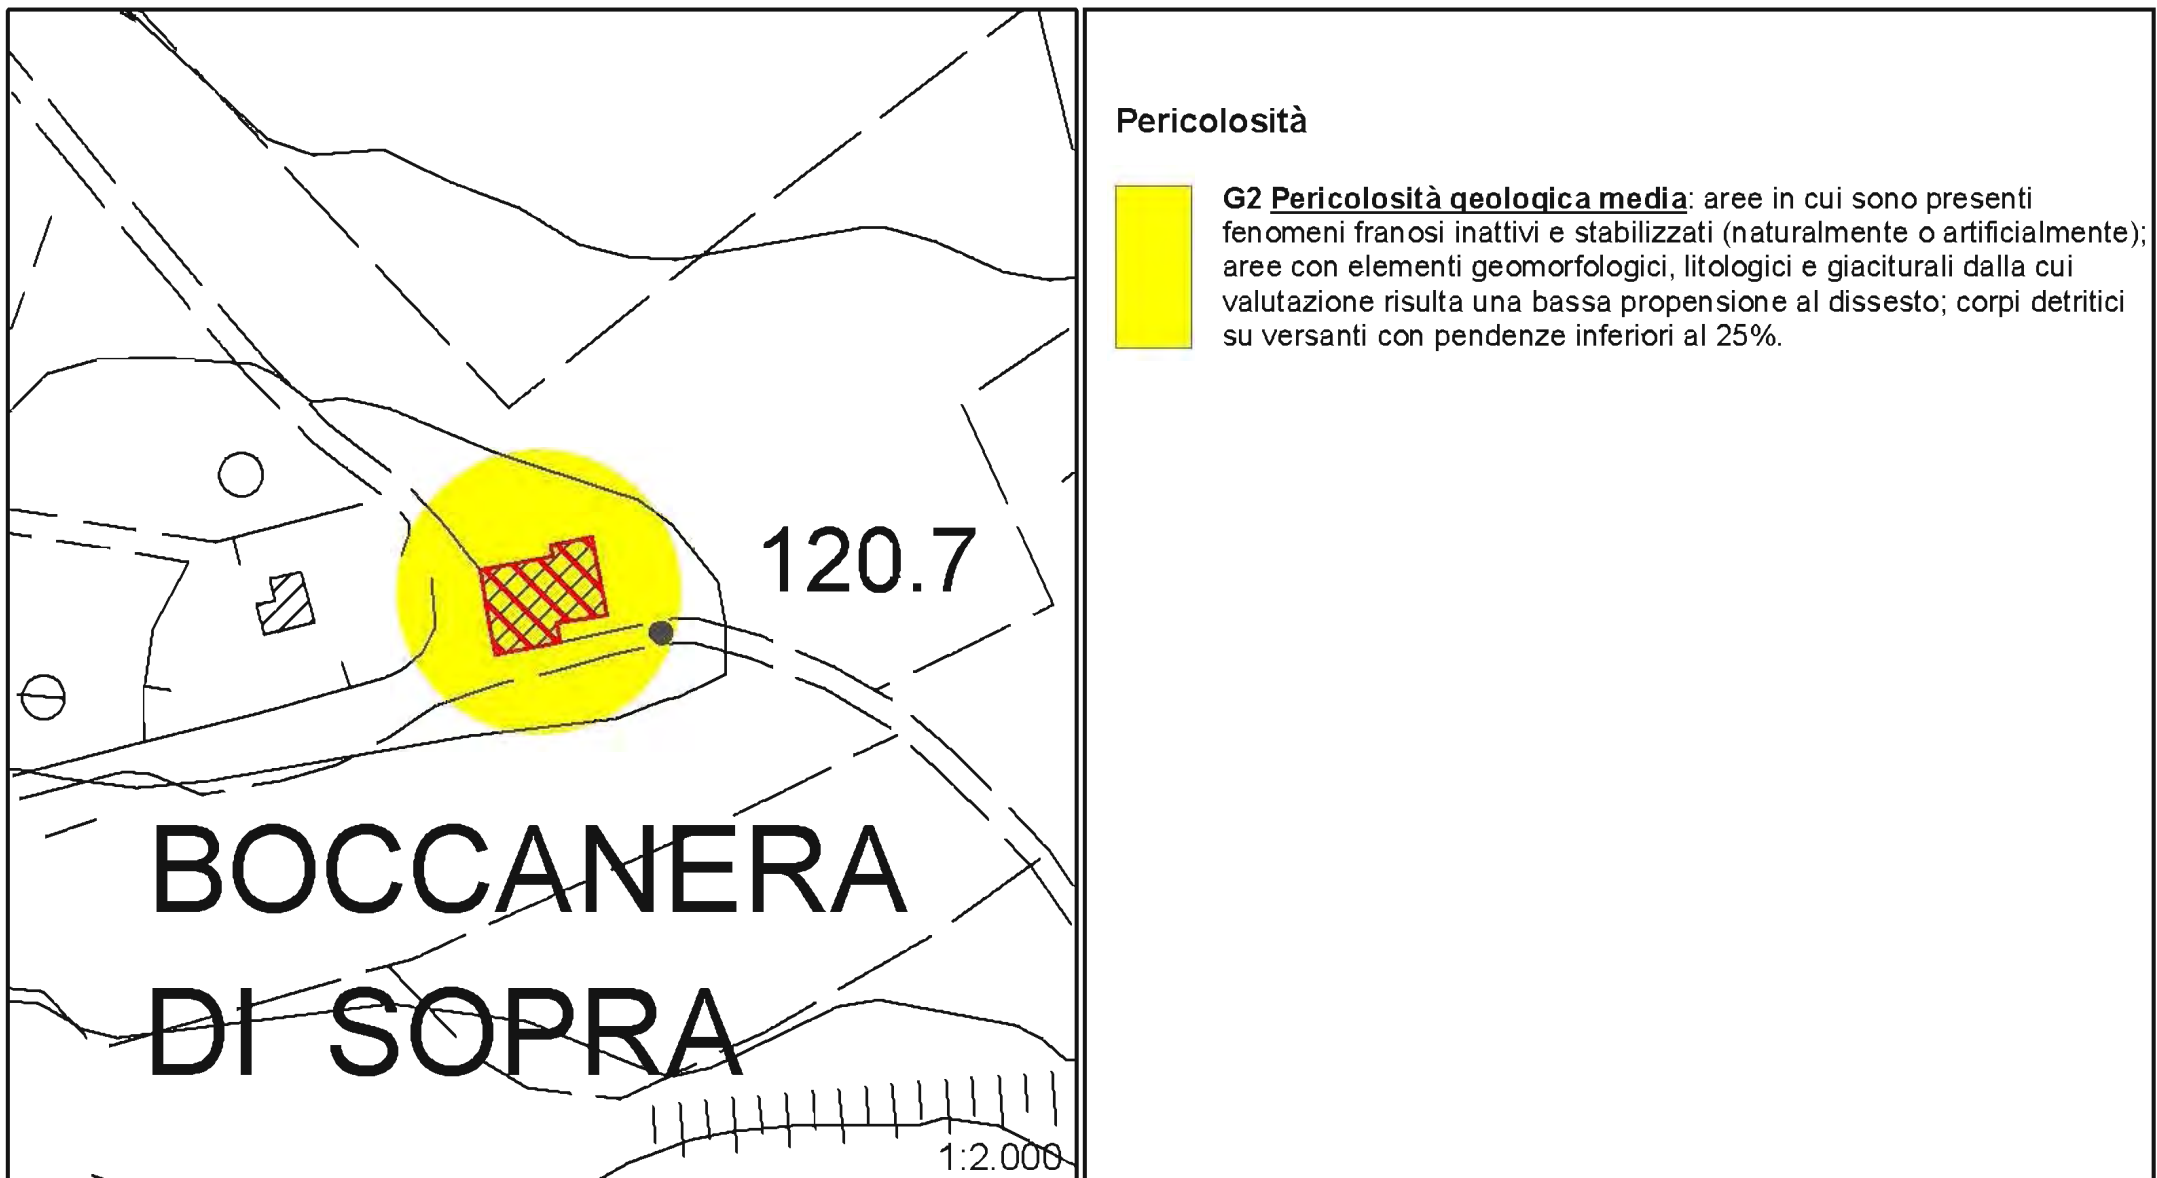 120.7
BOCCANERA
DI SOPRA
1:2.000
Pericolosità
G2 Pericolosità geologica media: aree in cui sono presenti
fenomeni franosi inattivi e stabilizzati (naturalmente o artificialmente);
aree con elementi geomorfologici, litologici e giaciturali dalla cui
valutazione risulta una bassa propensione al dissesto; corpi detritici
su versanti con pendenze inferiori al 25%.